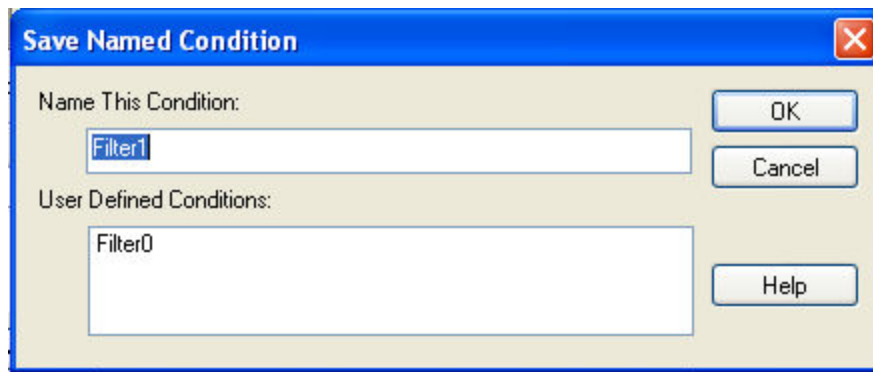 Save Named Condition
Name This Condition:
OK
Filter1
Cancel
User Defined Conditions:
Filter0
Help